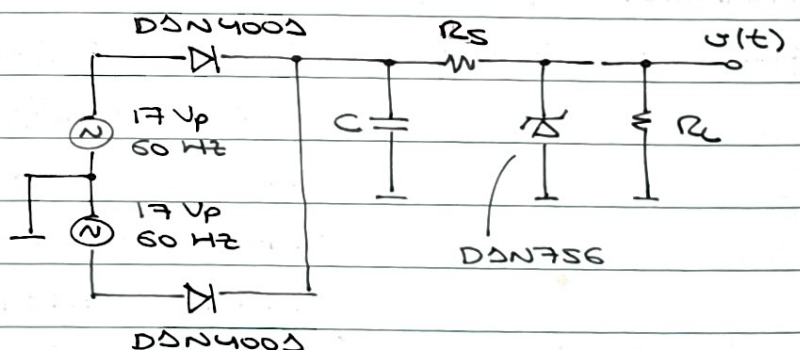 D1N4001
Rs
v(t)
17 Vp
60 Hz
C
RL
17 Vp
60 Hz
D1N756
D1N4001